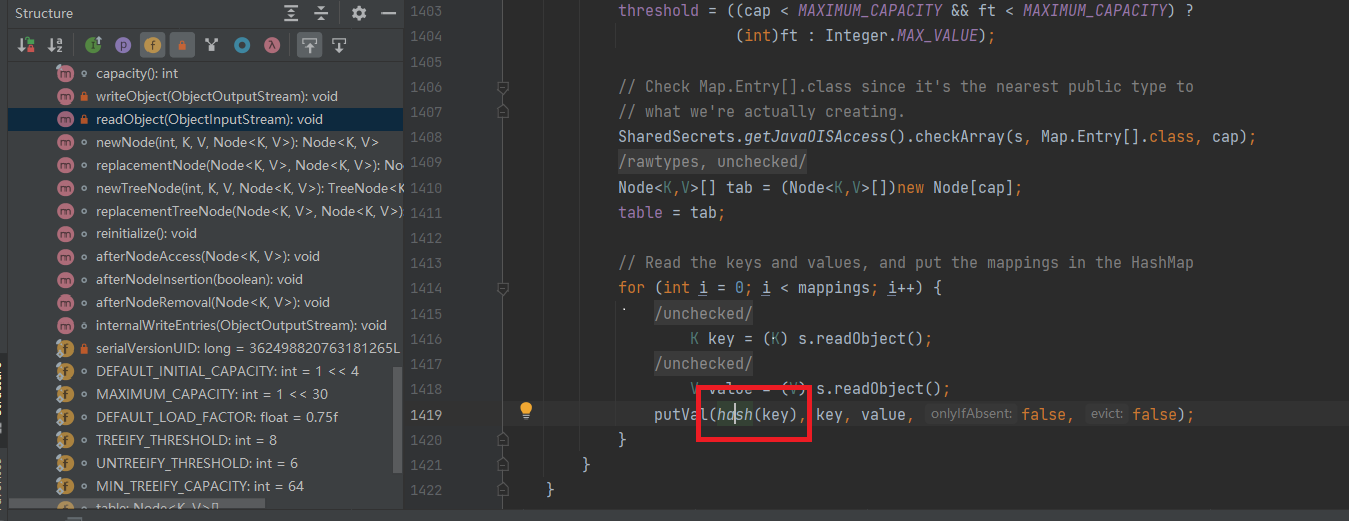 Structure
capacity(): int
writeObject(ObjectOutputStream): void
readObject(ObjectInputStream): void
newNode(int, K, V, Node<K, V>): Node<K, V>
replacementNode(Node<K, V>, Node<K, V>): No
newTreeNode(int, K, V, Node<K, V>): TreeNode<K
replacementTreeNode(Node<K, V>, Node<K, V>)
reinitialize(): void
afterNodeAccess(Node<K, V>): void
afterNodeInsertion(boolean): void
afterNodeRemoval(Node<K, V>): void
internalWriteEntries(ObjectOutputStream): void
serialVersionUID: long = 362498820763181265L
DEFAULT_INITIAL_CAPACITY: int = 1 << 4
MAXIMUM_CAPACITY: int = 1 << 30
DEFAULT_LOAD_FACTOR: float = 0.75f
TREEIFY_THRESHOLD: int = 8
UNTREEIFY_THRESHOLD: int = 6
MIN_TREEIFY_CAPACITY: int = 64
table: Node<K, V>[]
1403 threshold = ((cap < MAXIMUM_CAPACITY && ft < MAXIMUM_CAPACITY) ?
1404 (int)ft : Integer.MAX_VALUE);
1405
1406 // Check Map.Entry[].class since it's the nearest public type to
1407 // what we're actually creating.
1408 SharedSecrets.getJavaOISAccess().checkArray(s, Map.Entry[].class, cap);
1409 /rawtypes, unchecked/
1410 Node<K,V>[] tab = (Node<K,V>[])new Node[cap];
1411 table = tab;
1412
1413 // Read the keys and values, and put the mappings in the HashMap
1414 for (int i = 0; i < mappings; i++) {
1415 /unchecked/
1416 K key = (K) s.readObject();
1417 /unchecked/
1418 V value = (V) s.readObject();
1419 putVal(hash(key), key, value, onlyIfAbsent: false, evict: false);
1420 }
1421 }
1422 }